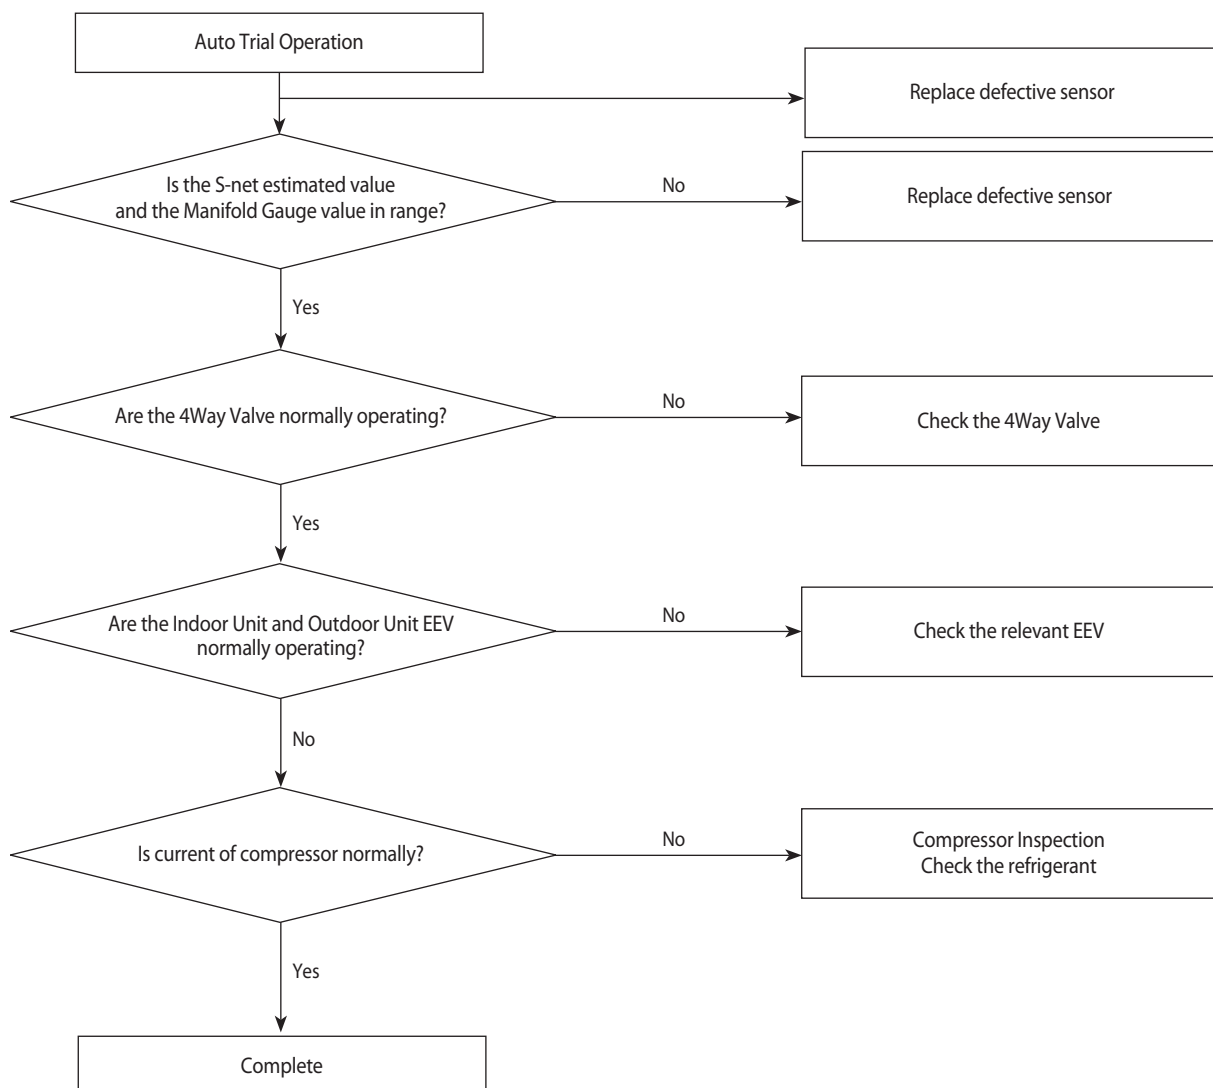 Auto Trial Operation
Replace defective sensor
Is the S-net estimated value
and the Manifold Gauge value in range?
No
Replace defective sensor
Yes
Are the 4Way Valve normally operating?
No
Check the 4Way Valve
Yes
Are the Indoor Unit and Outdoor Unit EEV
normally operating?
No
Check the relevant EEV
No
Is current of compressor normally?
No
Compressor Inspection
Check the refrigerant
Yes
Complete